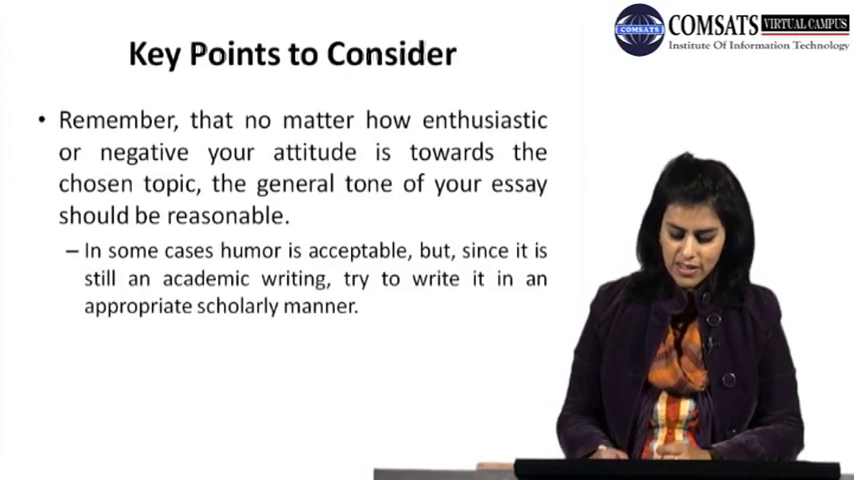 COMSATS VIRTUAL CAMPUS
Institute Of Information Technology
COMSATS
Key Points to Consider
• Remember, that no matter how enthusiastic
or negative your attitude is towards the
chosen topic, the general tone of your essay
should be reasonable.
– In some cases humor is acceptable, but, since it is
still an academic writing, try to write it in an
appropriate scholarly manner.